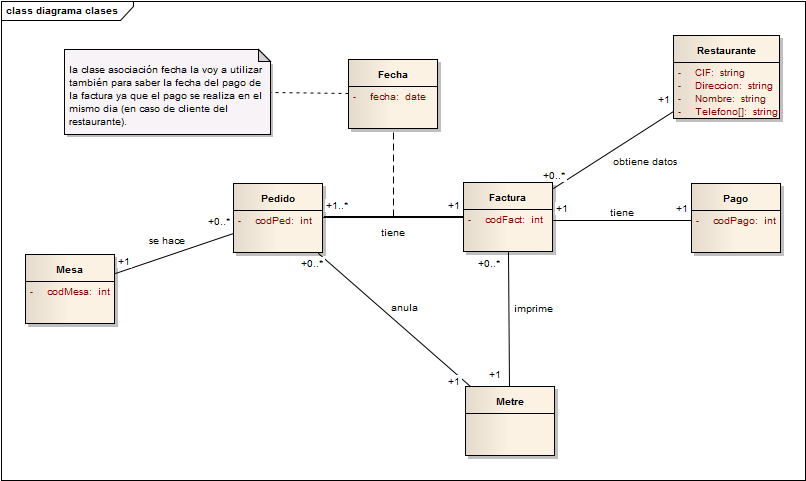 class diagrama clases
la clase asociación fecha la voy a utilizar
también para saber la fecha del pago de
la factura ya que el pago se realiza en el
mismo dia (en caso de cliente del
restaurante).
Fecha
- fecha: date
Restaurante
- CIF: string
- Direccion: string
- Nombre: string
- Telefono[]: string
+1
obtiene datos
+0..*
Pedido
- codPed: int
+1..*
+1
tiene
Factura
- codFact: int
+1
tiene
+1
Pago
- codPago: int
+0..*
se hace
+1
Mesa
- codMesa: int
+0..*
anula
+1
+0..*
imprime
+1
Metre